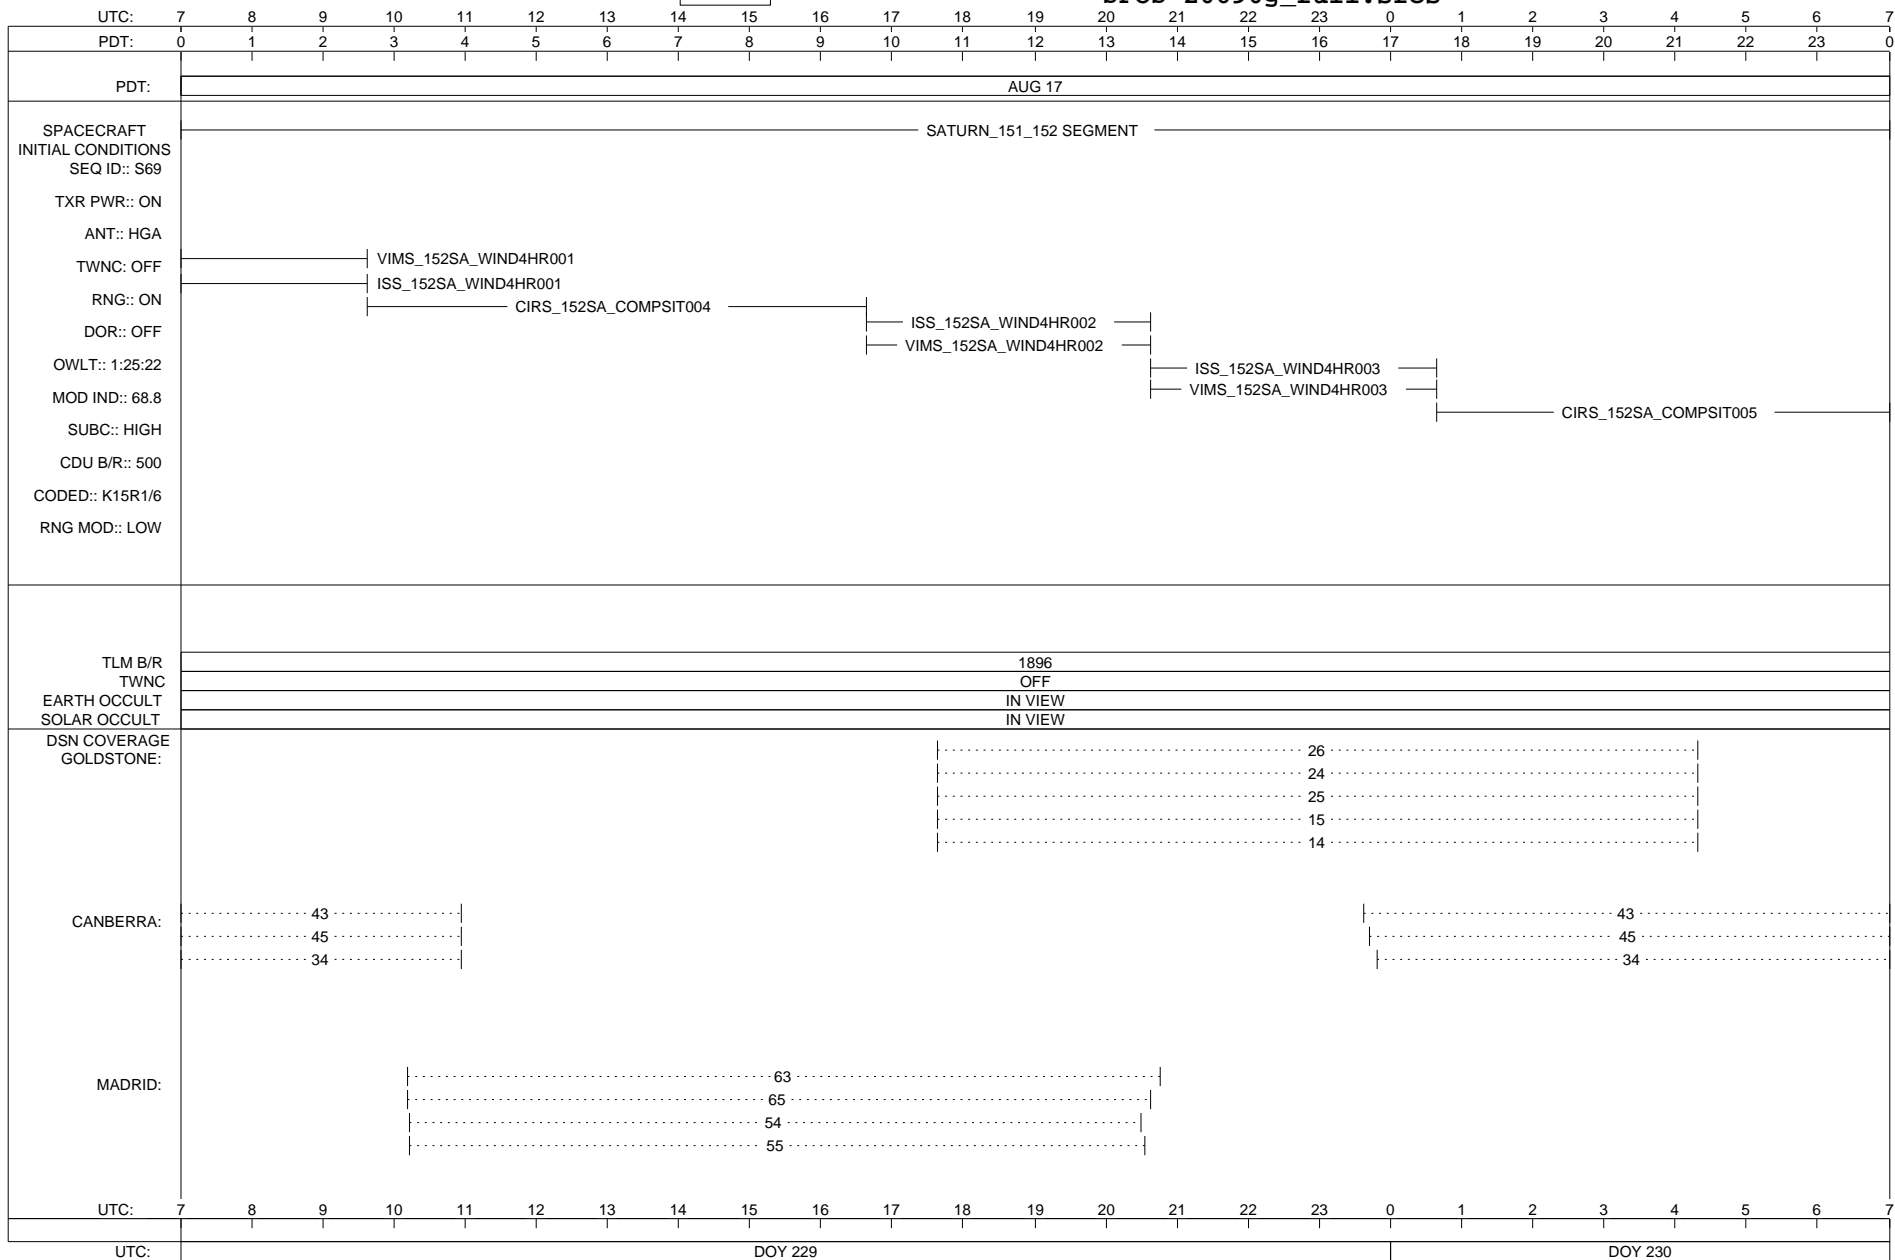 UTC: 7 8 9 10 11 12 13 14 15 16 17 18 19 20 21 22 23 0 1 2 3 4 5 6 7
PDT: 0 1 2 3 4 5 6 7 8 9 10 11 12 13 14 15 16 17 18 19 20 21 22 23 0
PDT: AUG 17
SPACECRAFT SATURN_151_152 SEGMENT
INITIAL CONDITIONS
SEQ ID:: S69
TXR PWR:: ON
ANT:: HGA
VIMS_152SA_WIND4HR001
TWNC: OFF
ISS_152SA_WIND4HR001
RNG:: ON
CIRS_152SA_COMPSIT004
ISS_152SA_WIND4HR002
DOR:: OFF
VIMS_152SA_WIND4HR002
OWLT:: 1:25:22
ISS_152SA_WIND4HR003
VIMS_152SA_WIND4HR003
MOD IND:: 68.8
CIRS_152SA_COMPSIT005
SUBC:: HIGH
CDU B/R:: 500
CODED:: K15R1/6
RNG MOD:: LOW
TLM B/R 1896
TWNC OFF
EARTH OCCULT IN VIEW
SOLAR OCCULT IN VIEW
DSN COVERAGE
GOLDSTONE:
26
24
25
15
14
CANBERRA:
43 43
45 45
34 34
MADRID:
63
65
54
55
UTC: 7 8 9 10 11 12 13 14 15 16 17 18 19 20 21 22 23 0 1 2 3 4 5 6 7
UTC: DOY 229 DOY 230